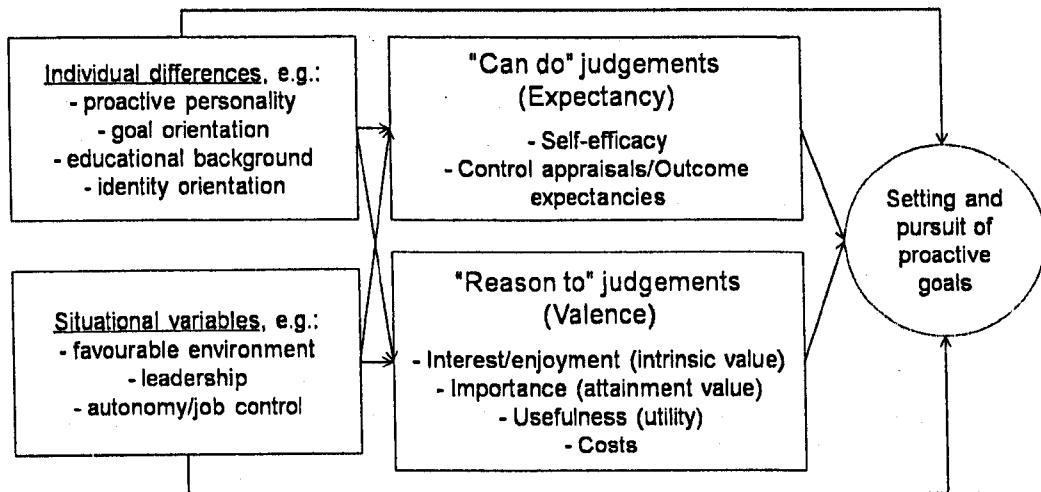 Individual differences, e.g.:
- proactive personality
- goal orientation
- educational background
- identity orientation
Situational variables, e.g.:
- favourable environment
- leadership
- autonomy/job control
"Can do" judgements
(Expectancy)
- Self-efficacy
- Control appraisals/Outcome
expectancies
"Reason to" judgements
(Valence)
- Interest/enjoyment (intrinsic value)
- Importance (attainment value)
- Usefulness (utility)
- Costs
Setting and
pursuit of
proactive
goals